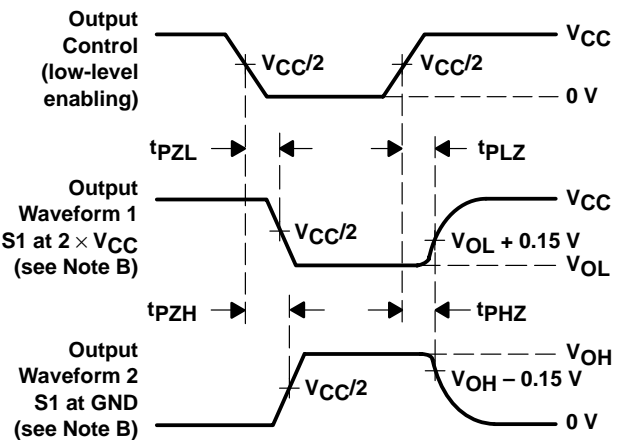 Output
Control
(low-level
enabling)
VCC/2
VCC/2
VCC
0 V
tPZL
tPLZ
Output
Waveform 1
S1 at 2 × VCC
(see Note B)
VCC/2
VCC
VOL + 0.15 V
VOL
tPZH
tPHZ
Output
Waveform 2
S1 at GND
(see Note B)
VCC/2
VOH
VOH – 0.15 V
0 V